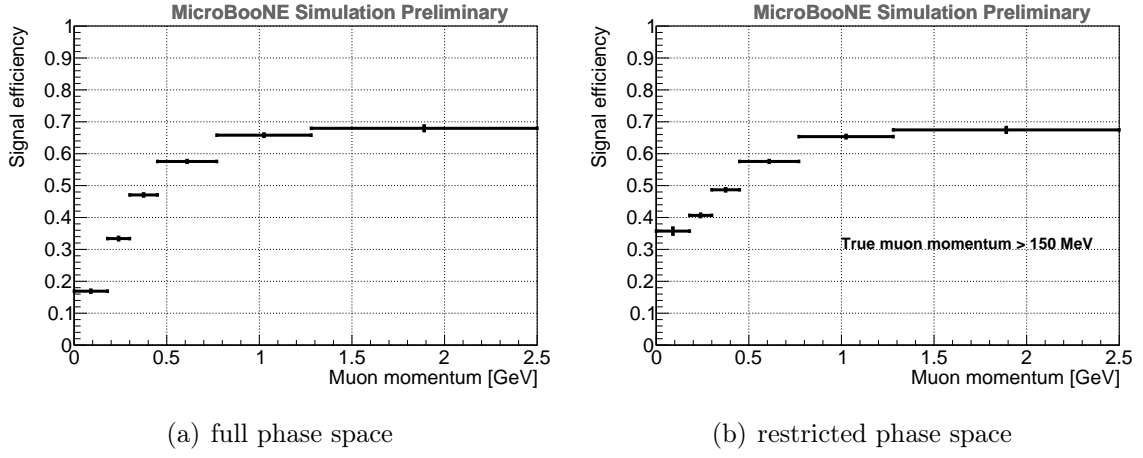 MicroBooNE Simulation Preliminary
Signal efficiency
1
0.9
0.8
0.7
0.6
0.5
0.4
0.3
0.2
0.1
0
0 0.5 1 1.5 2 2.5
Muon momentum [GeV]
(a) full phase space
MicroBooNE Simulation Preliminary
Signal efficiency
1
0.9
0.8
0.7
0.6
0.5
0.4
0.3
0.2
0.1
0
True muon momentum > 150 MeV
0 0.5 1 1.5 2 2.5
Muon momentum [GeV]
(b) restricted phase space